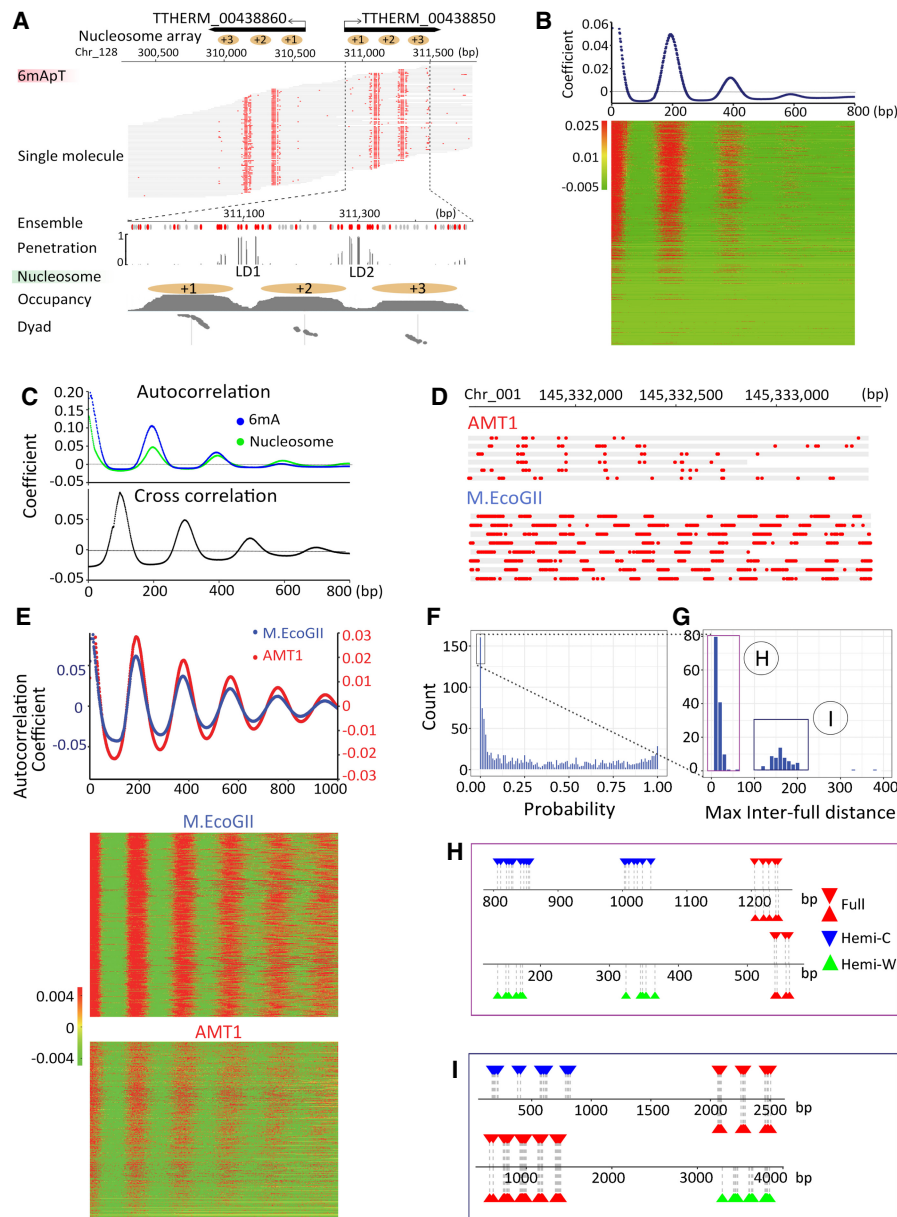 A
TTHERM_00438860
TTHERM_00438850
Nucleosome array
+3 +2 +1 +1 +2 +3
Chr_128 300,500 310,000 310,500 311,000 311,500 (bp)
6mApT
Single molecule
311,100 311,300 (bp)
Ensemble
Penetration
1
0
LD1 LD2
Nucleosome
Occupancy
+1 +2 +3
Dyad
B
Coefficient
0.06
0.04
0.02
0
0 200 400 600 800 (bp)
0.025
0.01
-0.005
C
Autocorrelation
Coefficient
0.20
0.15
0.10
0.05
0
-0.05
6mA
Nucleosome
Cross correlation
0.05
0
-0.05
0 200 400 600 800 (bp)
D
Chr_001 145,332,000 145,332,500 145,333,000 (bp)
AMT1
M.EcoGII
E
Autocorrelation
Coefficient
M.EcoGII
AMT1
0.05
0
-0.05
0.03
0.02
0.01
0
-0.01
-0.02
-0.03
0 200 400 600 800 1000
M.EcoGII
0.004
0
-0.004
AMT1
F
Count
150
100
50
0
0.00 0.25 0.50 0.75 1.00
Probability
G
80
60
40
20
0
H
I
0 100 200 300 400
Max Inter-full distance
H
800 900 1000 1100 1200 bp
200 300 400 500 bp
Full
Hemi-C
Hemi-W
I
500 1000 1500 2000 2500 bp
1000 2000 3000 4000 bp